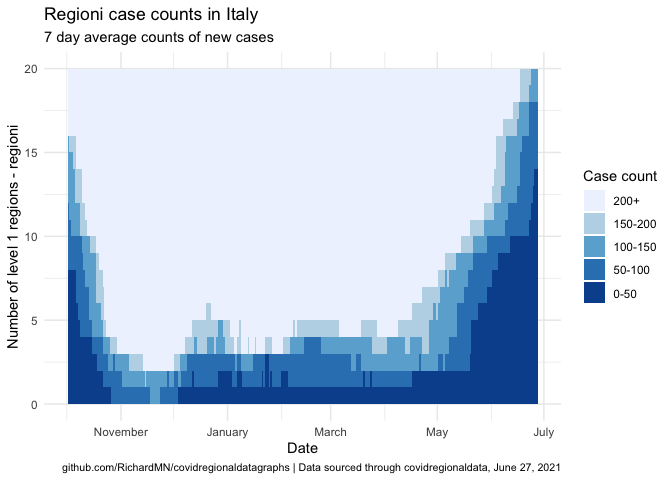 Regioni case counts in Italy
7 day average counts of new cases
Number of level 1 regions - regioni
20
15
10
5
0
November
January
March
May
July
Date
Case count
200+
150-200
100-150
50-100
0-50
github.com/RichardMN/covidregionaldatagraphs | Data sourced through covidregionaldata, June 27, 2021